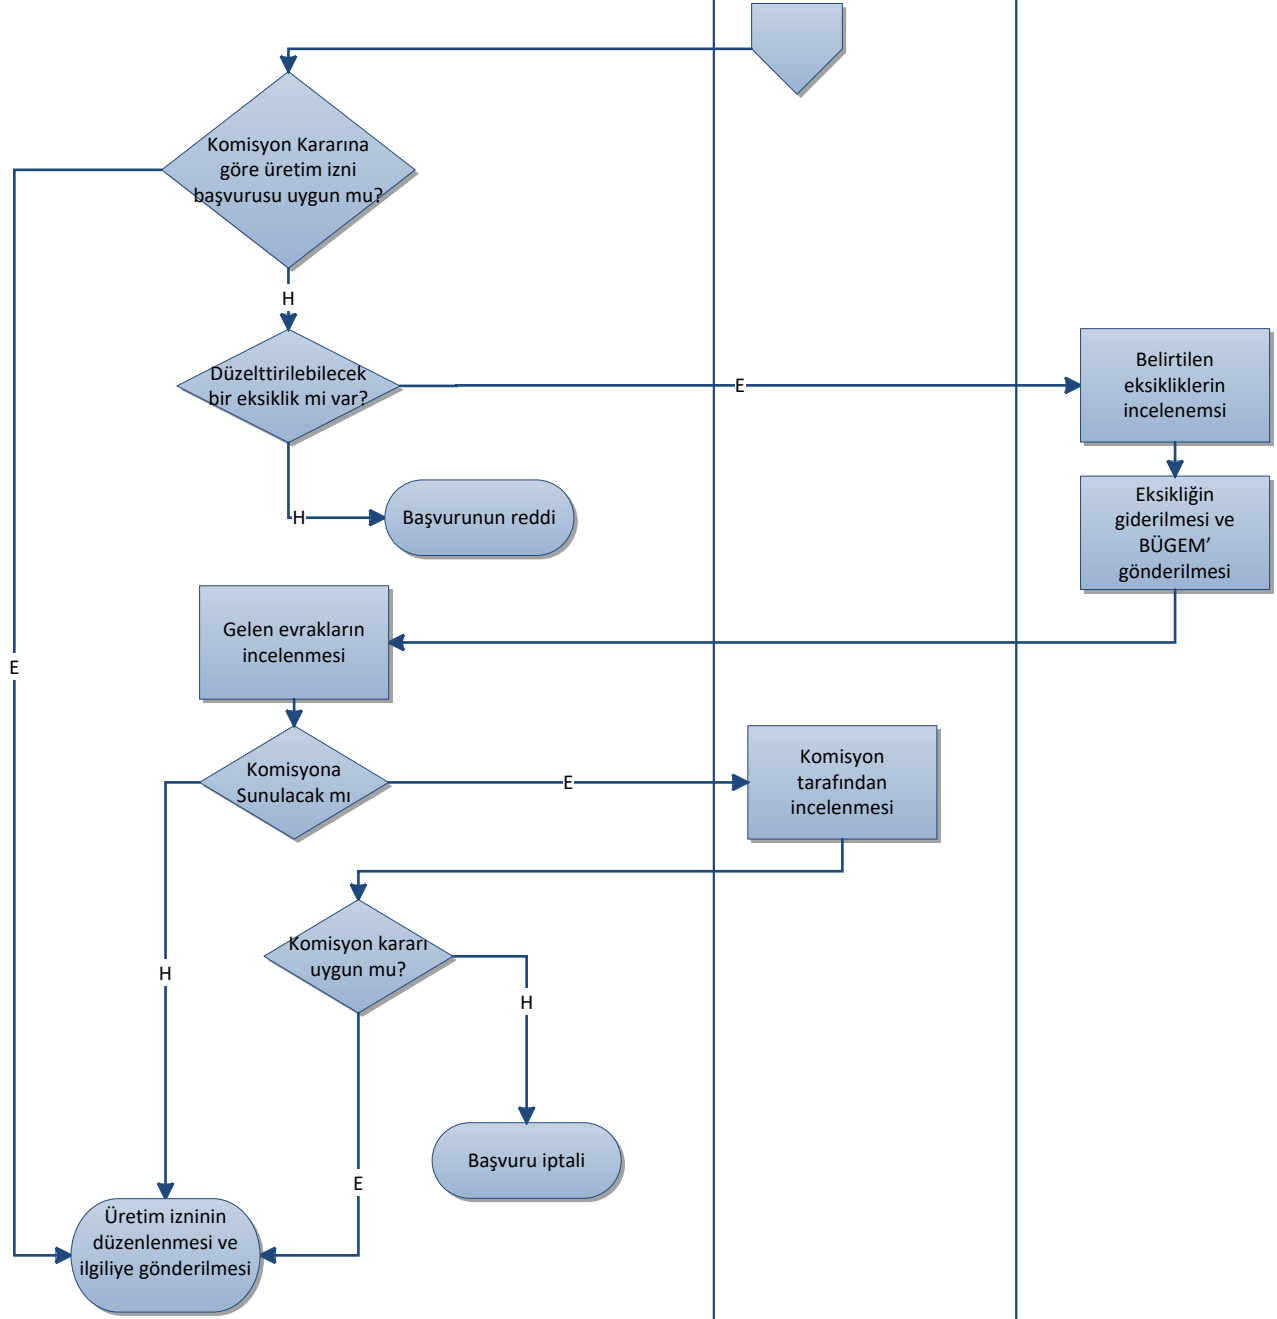 Komisyon Kararına
göre üretim izni
başvurusu uygun mu?
H
Düzelttirilebilecek
bir eksiklik mi var?
E
Belirtilen
eksikliklerin
incelenemsi
H
Başvurunun reddi
Eksikliğin
giderilmesi ve
BÜGEM’
gönderilmesi
Gelen evrakların
incelenmesi
E
Komisyona
Sunulacak mı
E
Komisyon
tarafından
incelenmesi
H
Komisyon kararı
uygun mu?
H
Başvuru iptali
E
Üretim izninin
düzenlenmesi ve
ilgiliye gönderilmesi